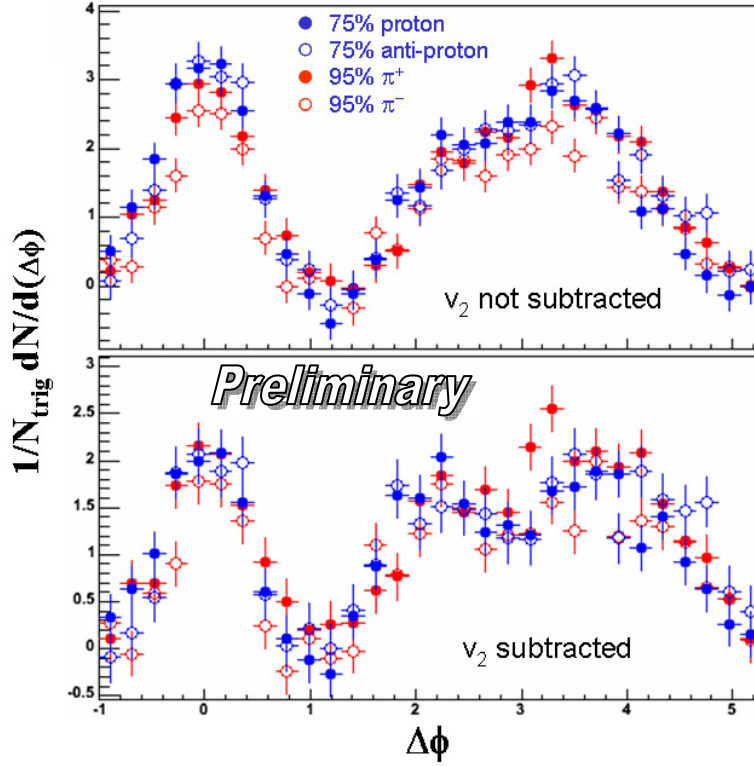 75% proton
75% anti-proton
95% π⁺
95% π⁻
4
3
2
1
0
v₂ not subtracted
1/N_trig dN/d(Δϕ)
Preliminary
3
2.5
2
1.5
1
0.5
0
-0.5
v₂ subtracted
-1 0 1 2 3 4 5
Δϕ